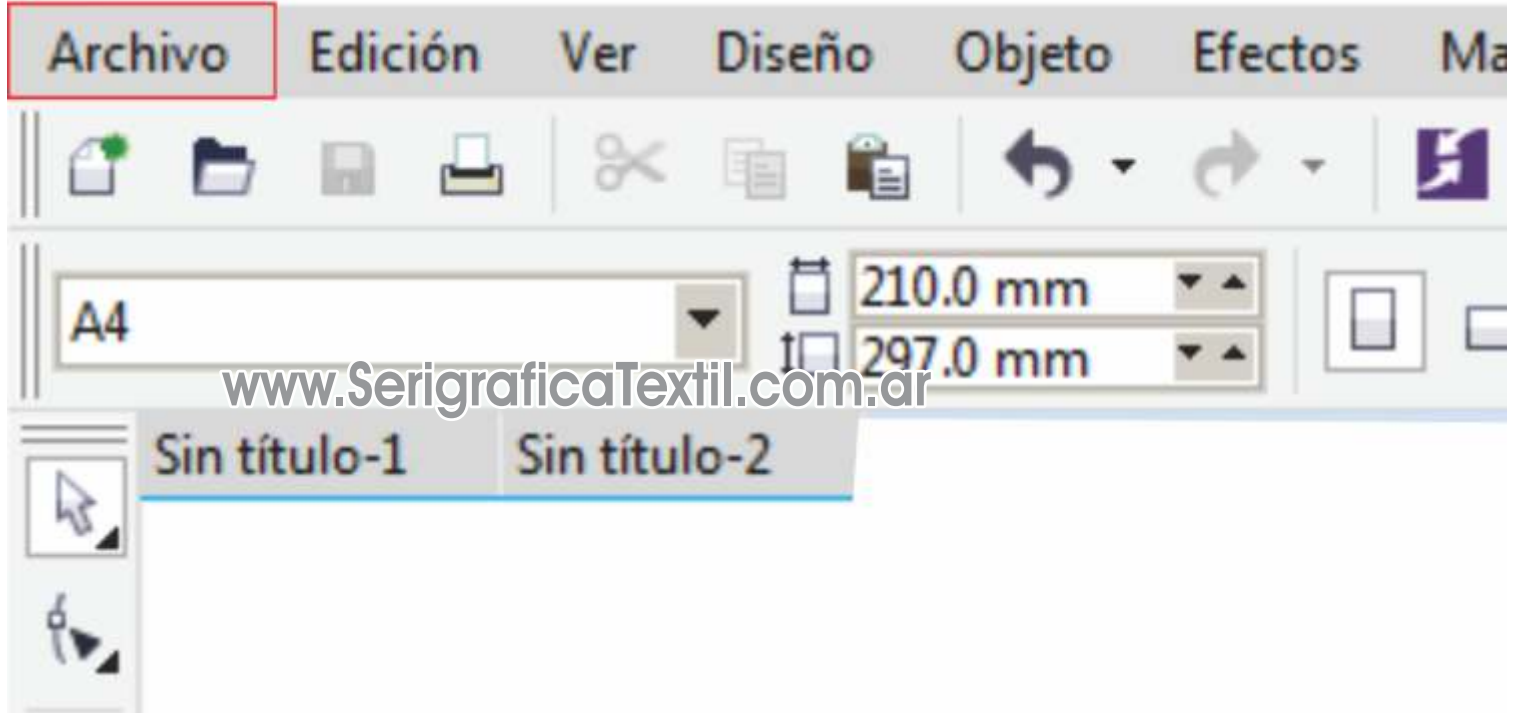 Archivo Edición Ver Diseño Objeto Efectos Ma
210.0 mm
A4
297.0 mm
www.SerigraficaTextil.com.ar
Sin título-1 Sin título-2